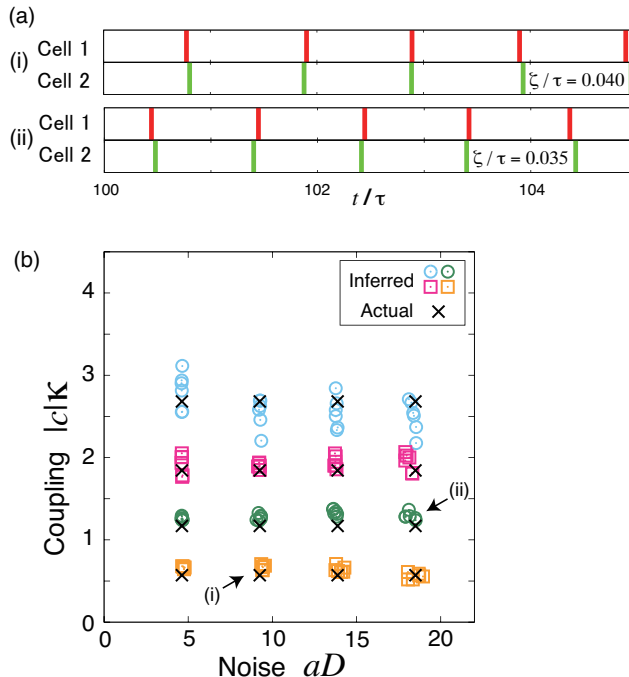 (a)
(i)
Cell 1
Cell 2
ζ/τ = 0.040
(ii)
Cell 1
Cell 2
ζ/τ = 0.035
100 102 104
t/τ
(b)
4
3
2
1
0
Coupling |c|κ
Inferred
Actual
(i)
(ii)
0 5 10 15 20
Noise aD